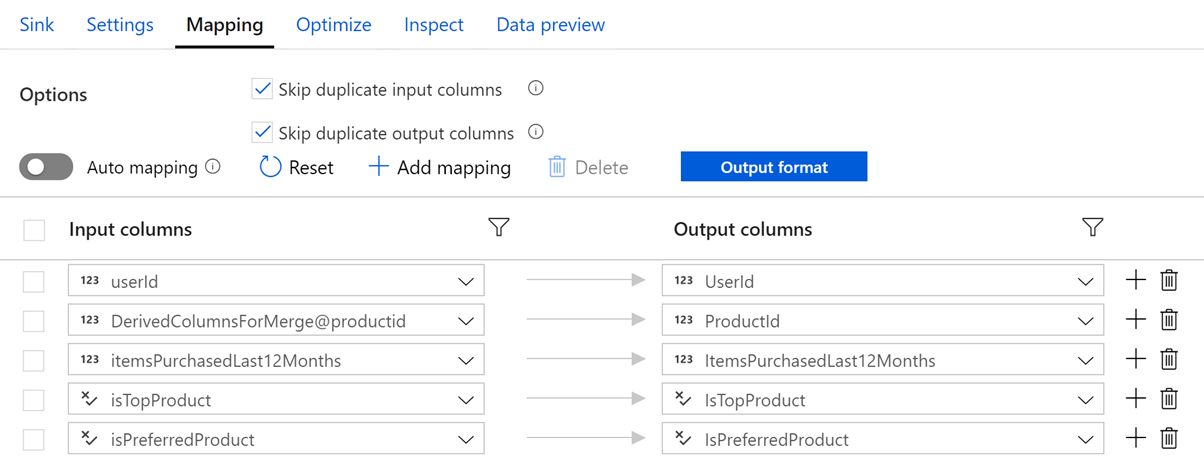 Sink Settings Mapping Optimize Inspect Data preview
Options Skip duplicate input columns
Skip duplicate output columns
Auto mapping Reset Add mapping Delete Output format
Input columns Output columns
123 userId 123 UserId
123 DerivedColumnsForMerge@productid 123 ProductId
123 itemsPurchasedLast12Months 123 ItemsPurchasedLast12Months
isTopProduct IsTopProduct
isPreferredProduct IsPreferredProduct